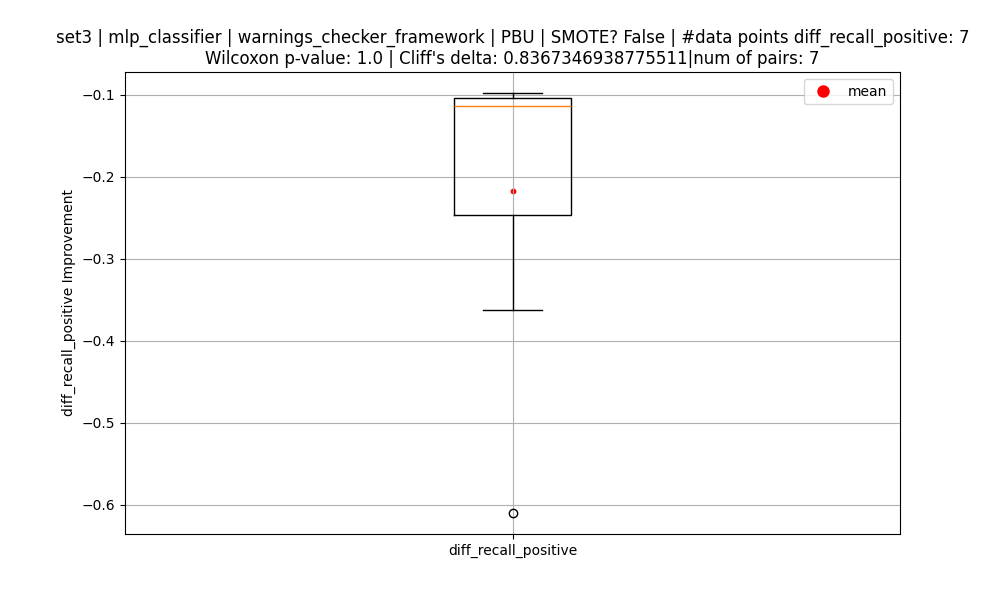 set3 | mlp_classifier | warnings_checker_framework | PBU | SMOTE? False | #data points diff_recall_positive: 7
Wilcoxon p-value: 1.0 | Cliff's delta: 0.8367346938775511|num of pairs: 7
mean
−0.1
−0.2
−0.3
−0.4
−0.5
−0.6
diff_recall_positive Improvement
diff_recall_positive